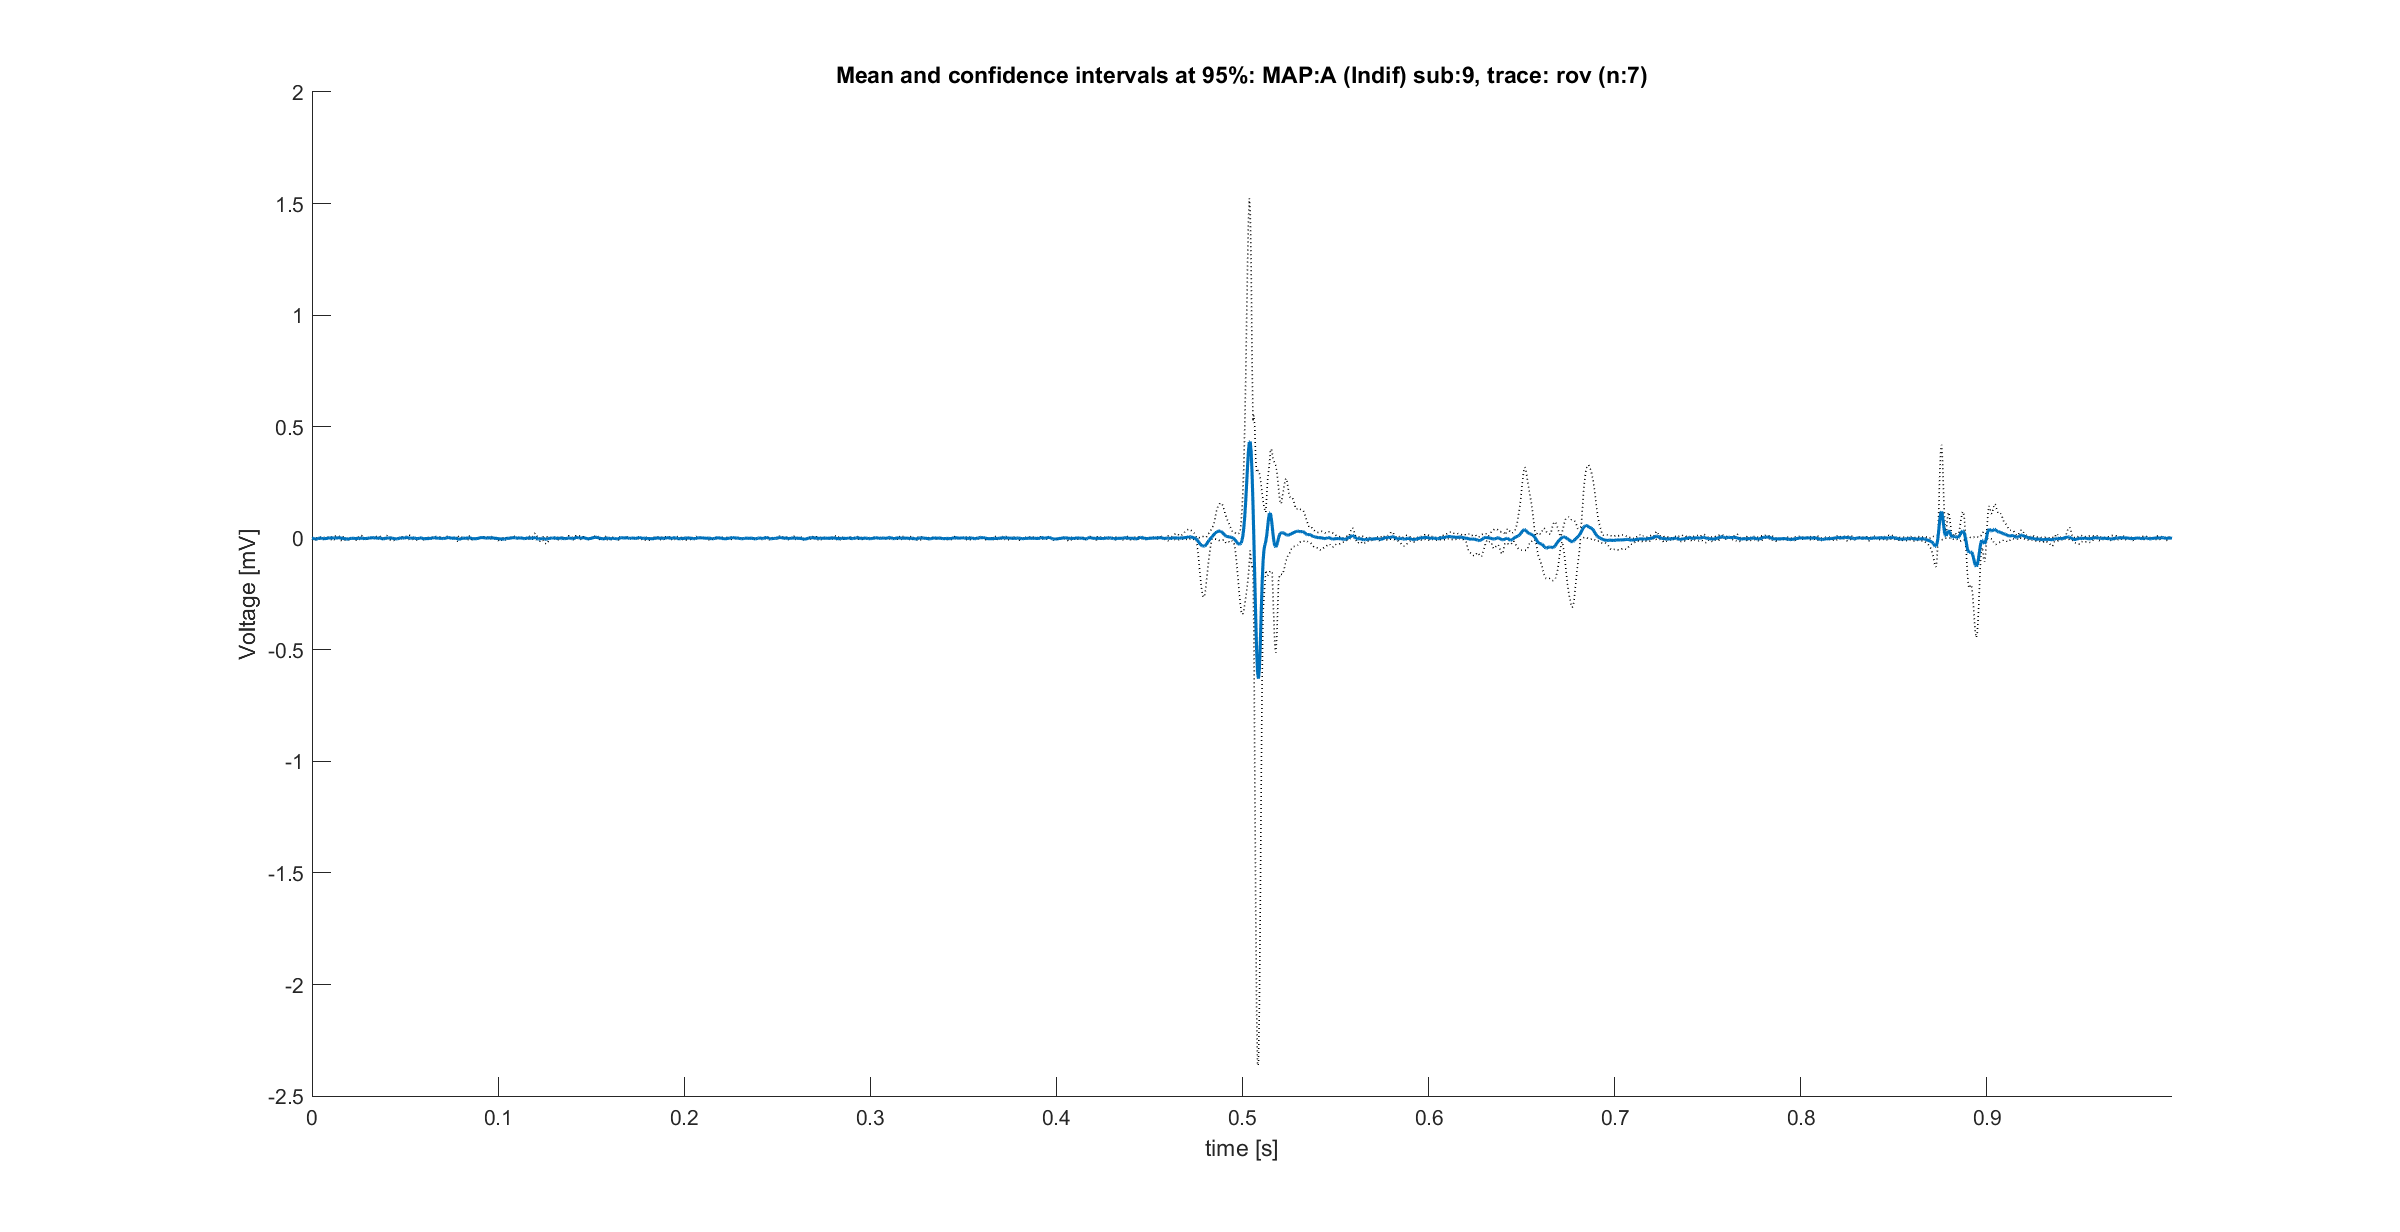 Mean and confidence intervals at 95%: MAP:A (Indif) sub:9, trace: rov (n:7)
2
1.5
1
0.5
0
-0.5
-1
-1.5
-2
-2.5
Voltage [mV]
0 0.1 0.2 0.3 0.4 0.5 0.6 0.7 0.8 0.9
time [s]